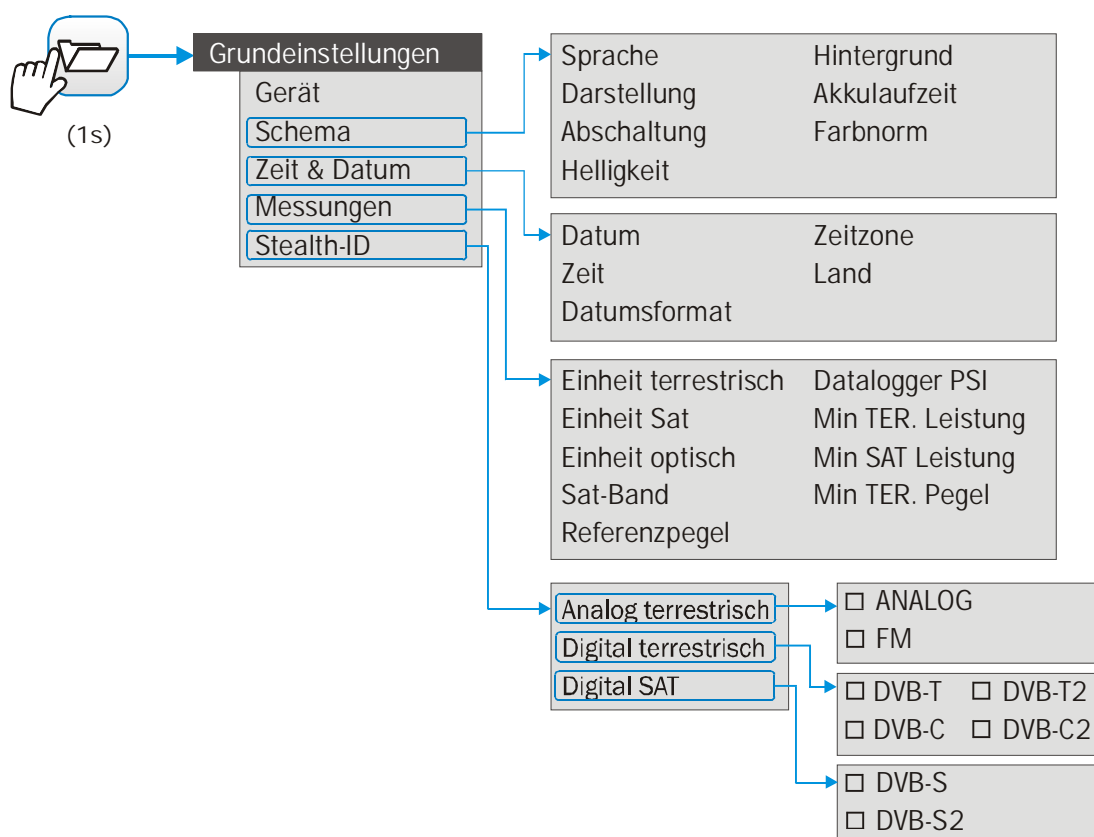 (1s)
Grundeinstellungen
Gerät
Schema
Zeit & Datum
Messungen
Stealth-ID
Sprache Hintergrund
Darstellung Akkulaufzeit
Abschaltung Farbnorm
Helligkeit
Datum Zeitzone
Zeit Land
Datumsformat
Einheit terrestrisch Datalogger PSI
Einheit Sat Min TER. Leistung
Einheit optisch Min SAT Leistung
Sat-Band Min TER. Pegel
Referenzpegel
Analog terrestrisch
Digital terrestrisch
Digital SAT
ANALOG
FM
DVB-T DVB-T2
DVB-C DVB-C2
DVB-S
DVB-S2